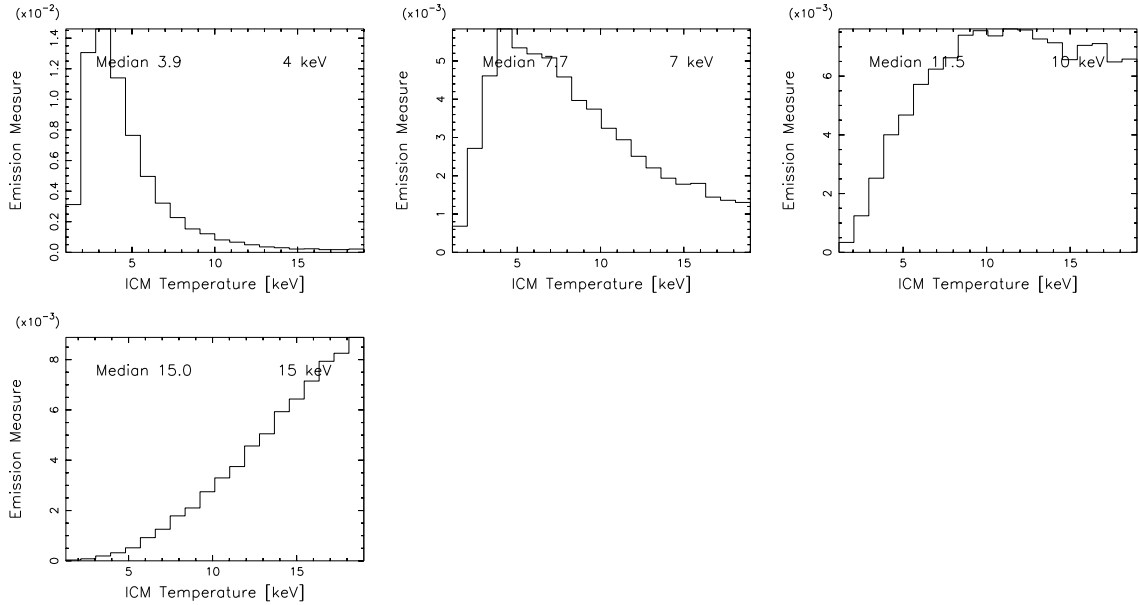 (×10⁻²)
Emission Measure
0.0 0.2 0.4 0.6 0.8 1.0 1.2 1.4
Median 3.9 4 keV
5 10 15
ICM Temperature [keV]
(×10⁻³)
Emission Measure
0 1 2 3 4 5
Median 7.7 7 keV
5 10 15
ICM Temperature [keV]
(×10⁻³)
Emission Measure
0 2 4 6
Median 11.5 10 keV
5 10 15
ICM Temperature [keV]
(×10⁻³)
Emission Measure
0 2 4 6 8
Median 15.0 15 keV
5 10 15
ICM Temperature [keV]